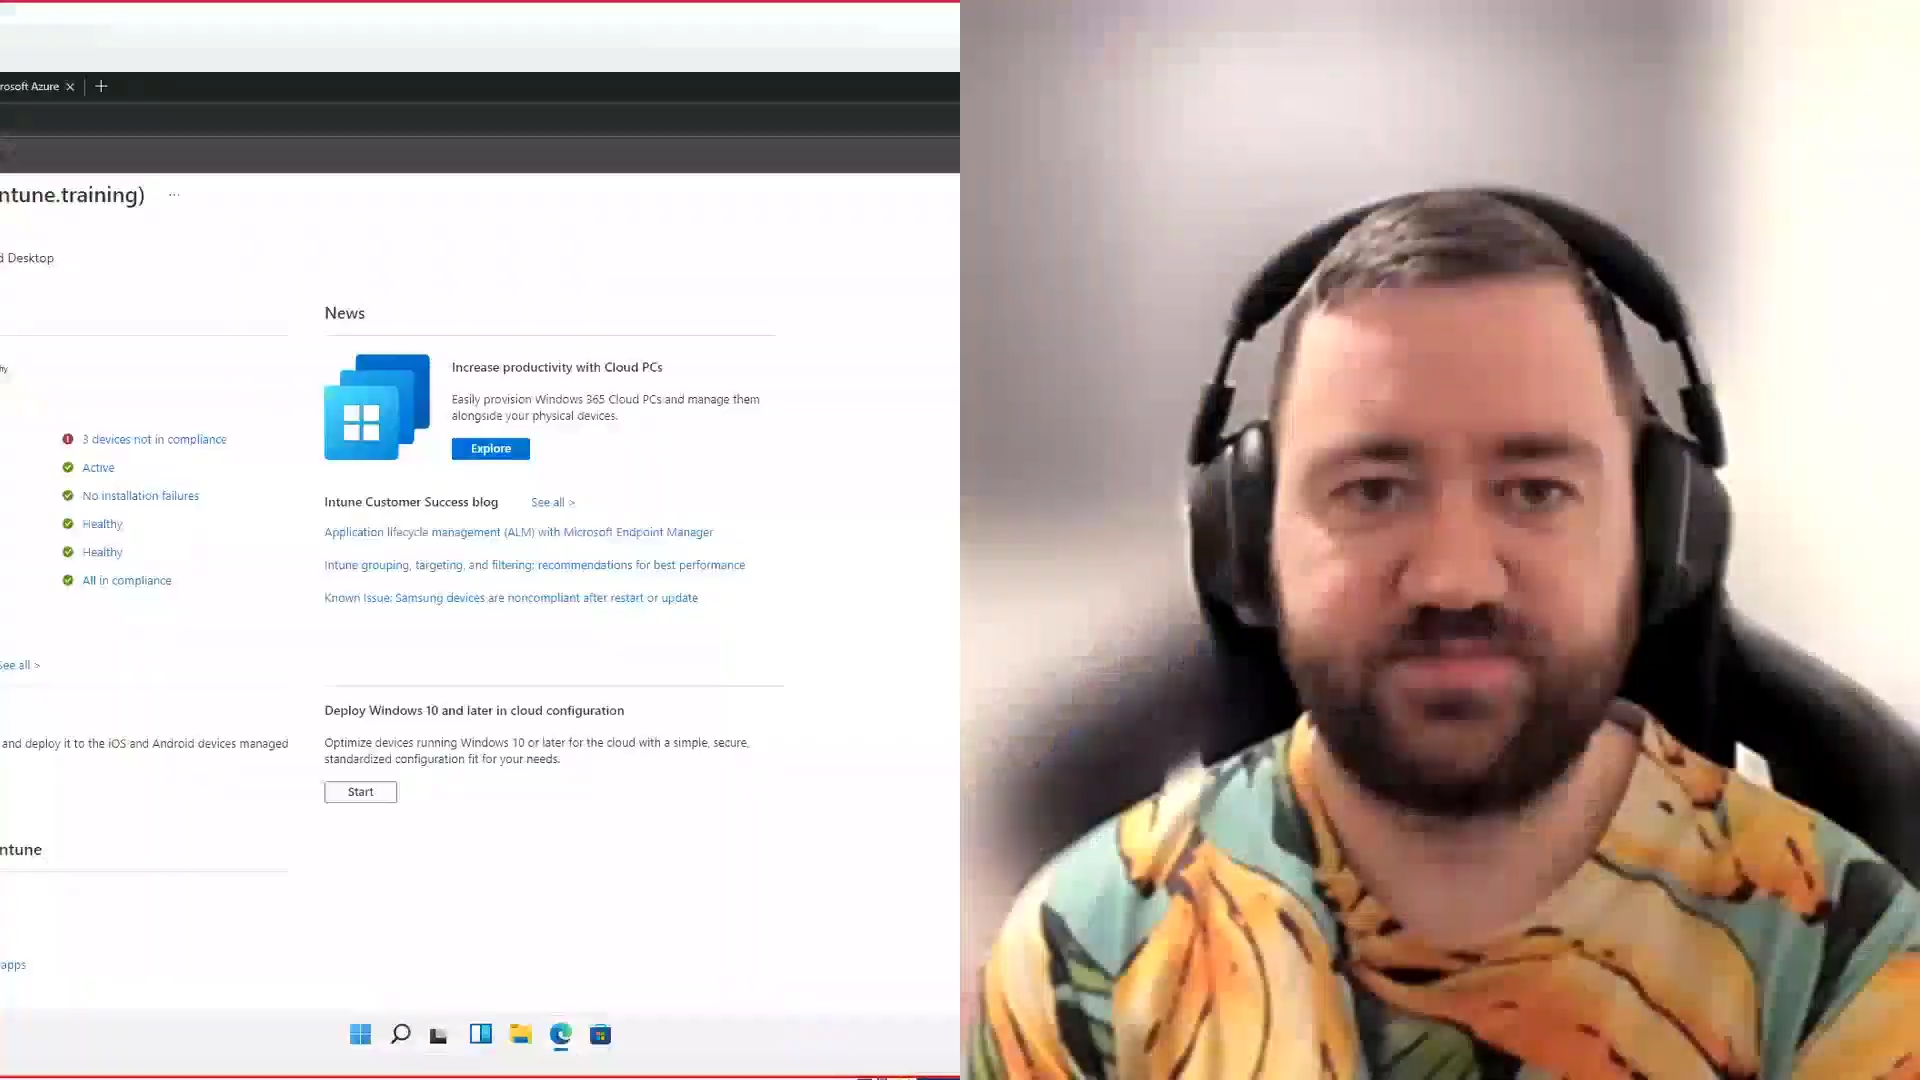 rosoft Azure
ntune.training) ...
d Desktop
hy
3 devices not in compliance
Active
No installation failures
Healthy
Healthy
All in compliance
See all >
and deploy it to the iOS and Android devices managed
ntune
apps
News
Increase productivity with Cloud PCs
Easily provision Windows 365 Cloud PCs and manage them
alongside your physical devices.
Explore
Intune Customer Success blog See all >
Application lifecycle management (ALM) with Microsoft Endpoint Manager
Intune grouping, targeting, and filtering: recommendations for best performance
Known Issue: Samsung devices are noncompliant after restart or update
Deploy Windows 10 and later in cloud configuration
Optimize devices running Windows 10 or later for the cloud with a simple, secure,
standardized configuration fit for your needs.
Start